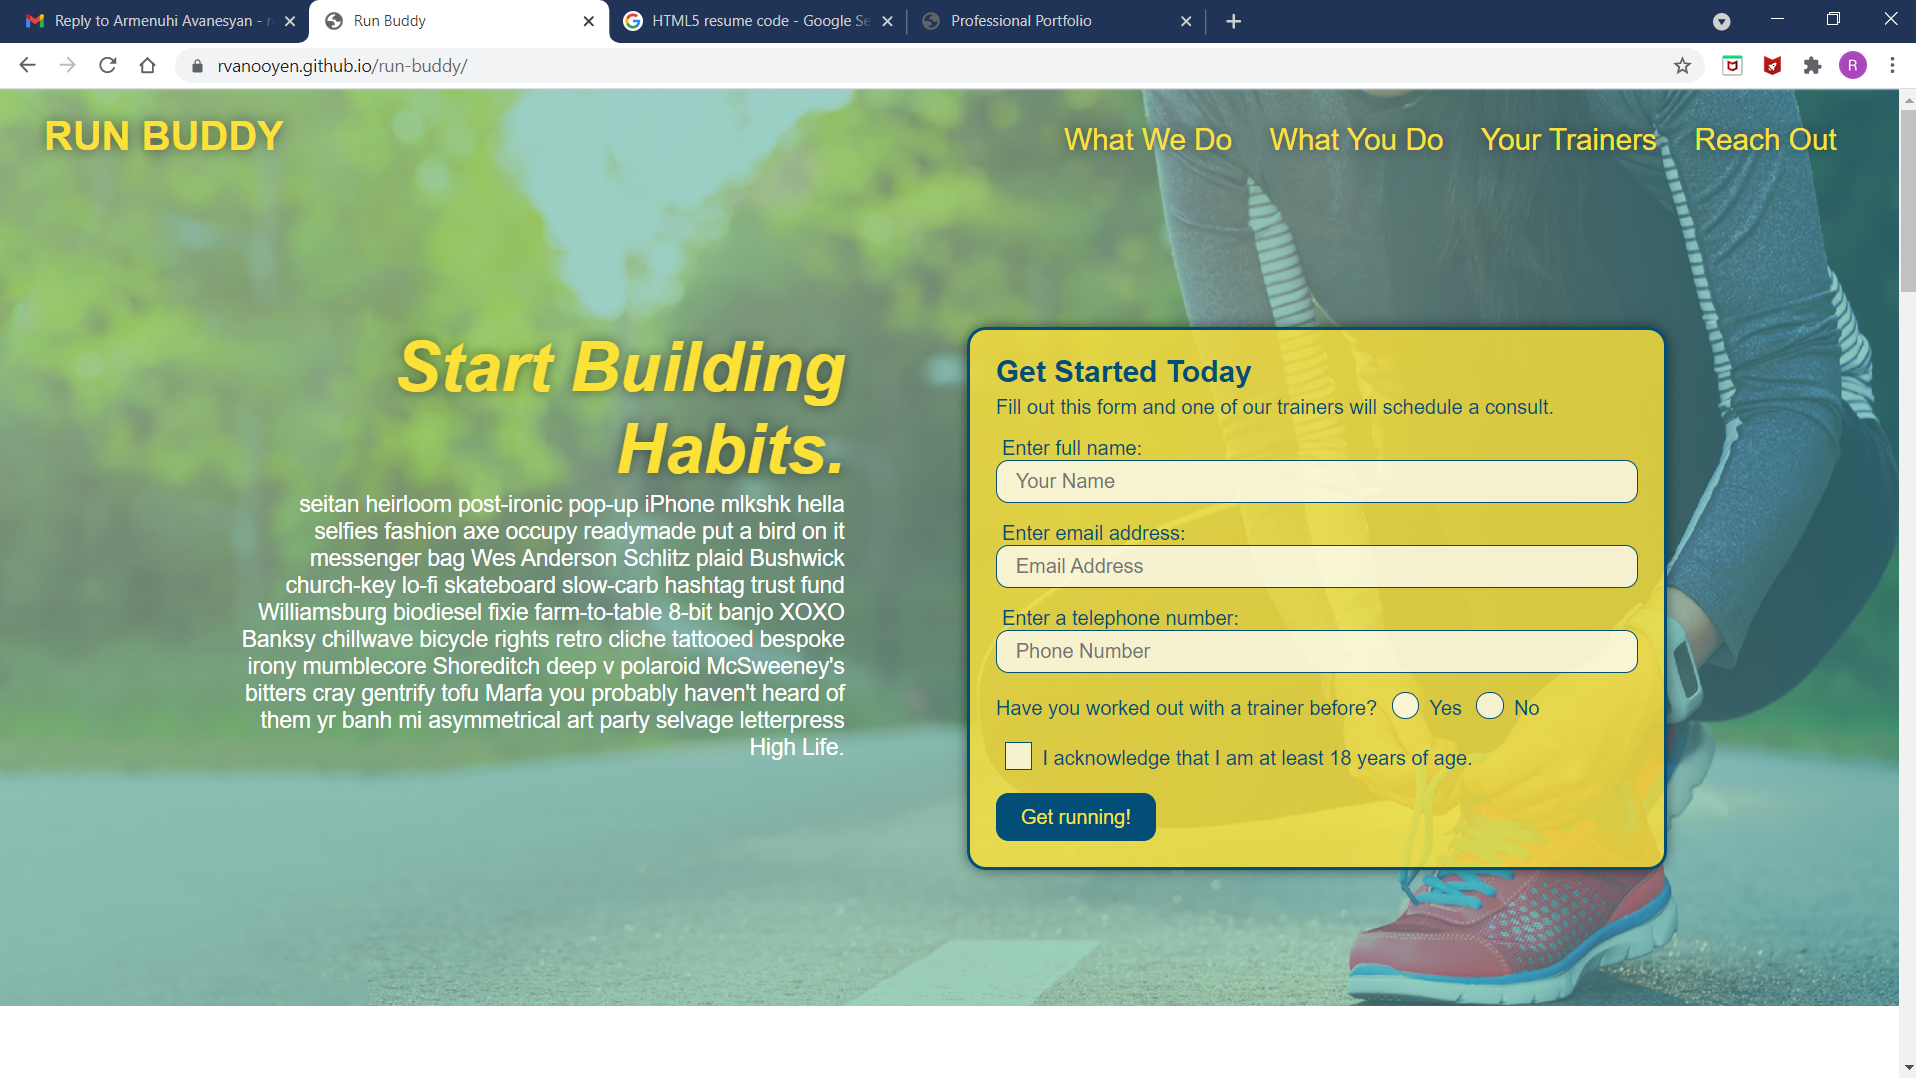 Reply to Armenuhi Avanesyan - r
Run Buddy
HTML5 resume code - Google Se
Professional Portfolio
rvanooyen.github.io/run-buddy/
R
RUN BUDDY
What We Do
What You Do
Your Trainers
Reach Out
Start Building
Habits.
seitan heirloom post-ironic pop-up iPhone mlkshk hella
selfies fashion axe occupy readymade put a bird on it
messenger bag Wes Anderson Schlitz plaid Bushwick
church-key lo-fi skateboard slow-carb hashtag trust fund
Williamsburg biodiesel fixie farm-to-table 8-bit banjo XOXO
Banksy chillwave bicycle rights retro cliche tattooed bespoke
irony mumblecore Shoreditch deep v polaroid McSweeney's
bitters cray gentrify tofu Marfa you probably haven't heard of
them yr banh mi asymmetrical art party selvage letterpress
High Life.
Get Started Today
Fill out this form and one of our trainers will schedule a consult.
Enter full name:
Your Name
Enter email address:
Email Address
Enter a telephone number:
Phone Number
Have you worked out with a trainer before? Yes No
I acknowledge that I am at least 18 years of age.
Get running!